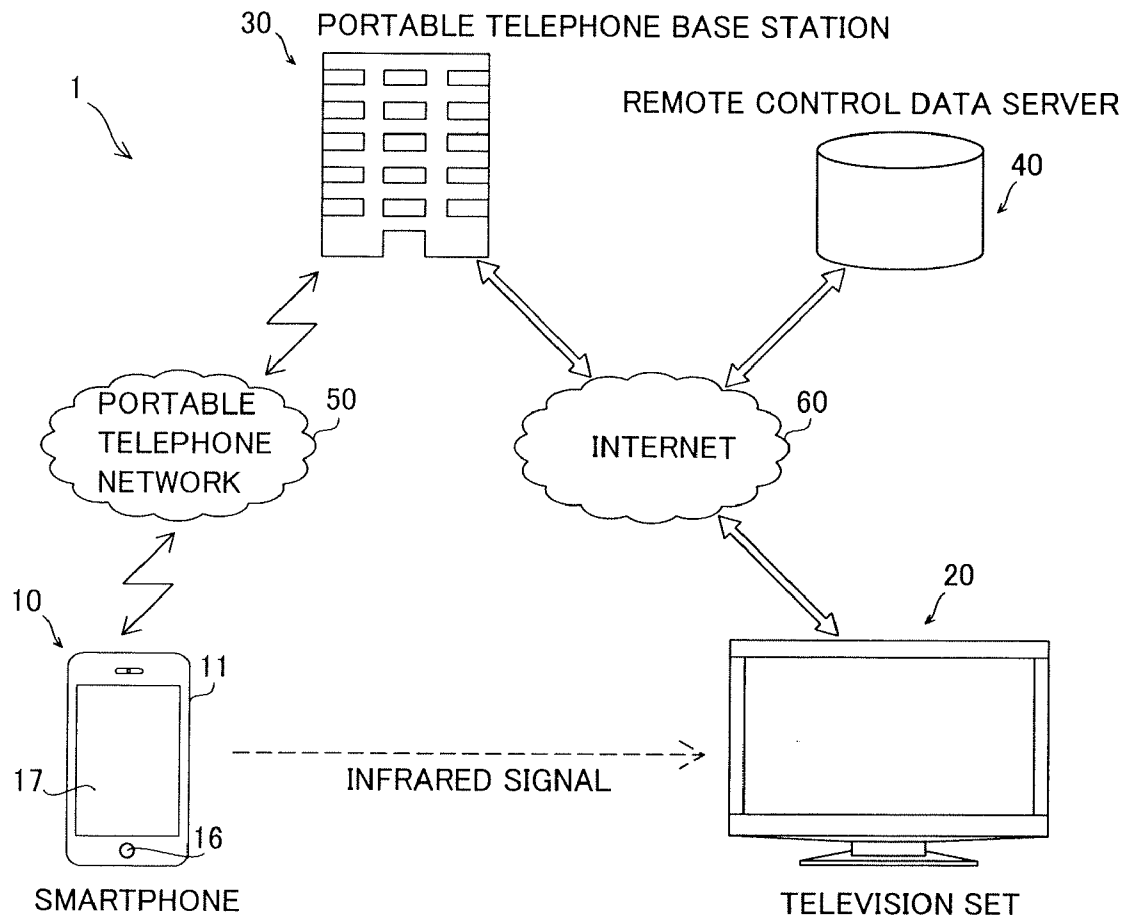 30
PORTABLE TELEPHONE BASE STATION
1
REMOTE CONTROL DATA SERVER
40
PORTABLE
TELEPHONE
NETWORK
50
INTERNET
60
10
11
17
16
SMARTPHONE
INFRARED SIGNAL
20
TELEVISION SET